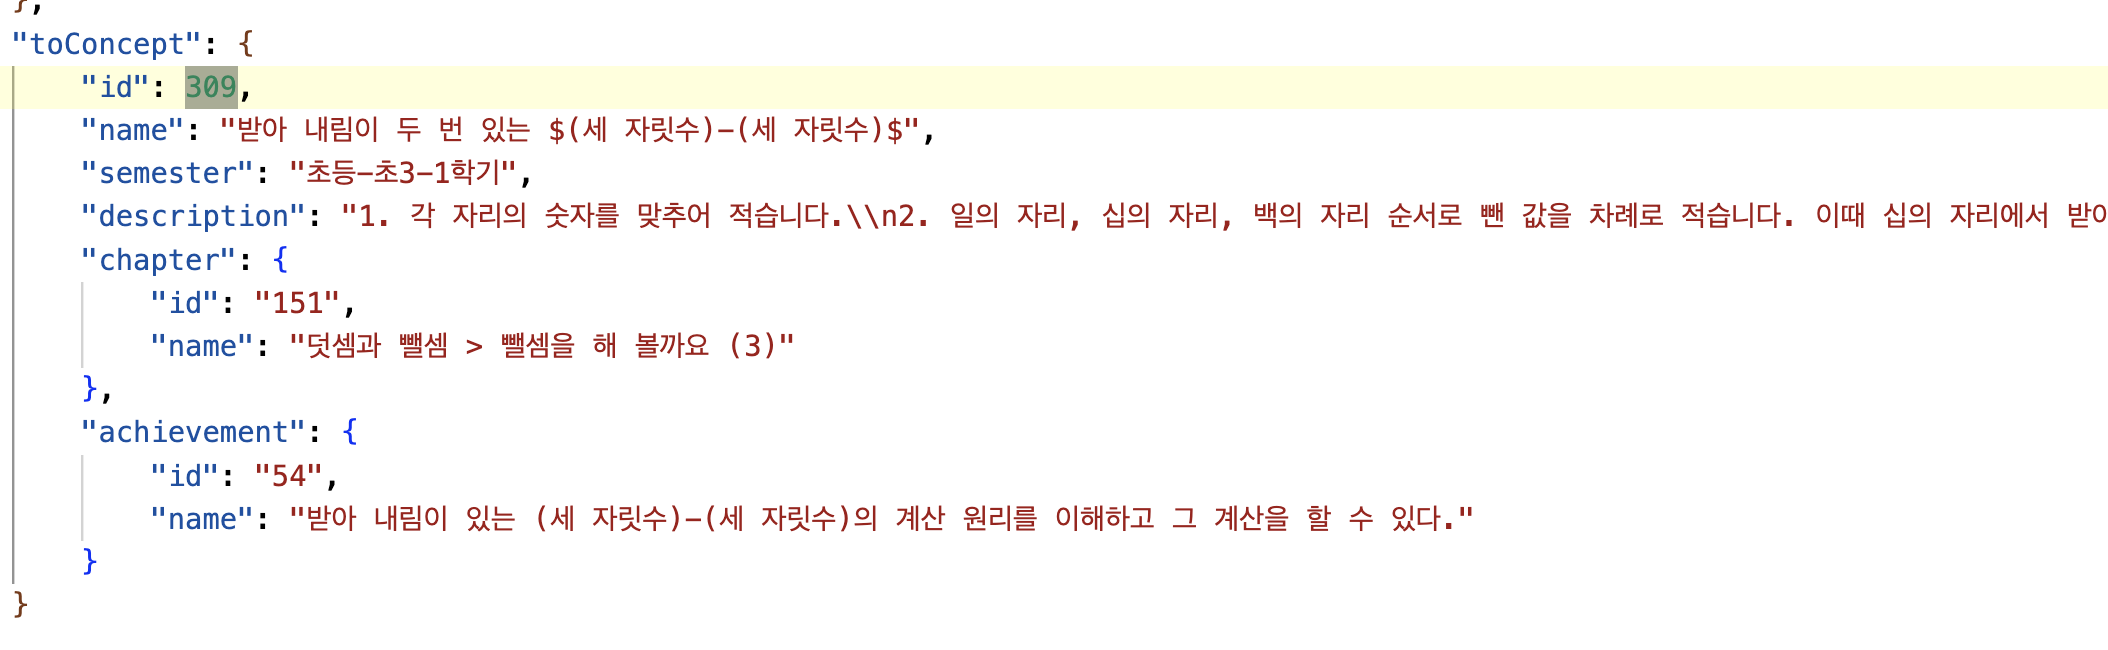 },
"toConcept": {
"id": 309,
"name": "받아 내림이 두 번 있는 $(세 자릿수)-(세 자릿수)$",
"semester": "초등-초3-1학기",
"description": "1. 각 자리의 숫자를 맞추어 적습니다.\\n2. 일의 자리, 십의 자리, 백의 자리 순서로 뺀 값을 차례로 적습니다. 이때 십의 자리에서 받아
"chapter": {
"id": "151",
"name": "덧셈과 뺄셈 > 뺄셈을 해 볼까요 (3)"
},
"achievement": {
"id": "54",
"name": "받아 내림이 있는 (세 자릿수)-(세 자릿수)의 계산 원리를 이해하고 그 계산을 할 수 있다."
}
}